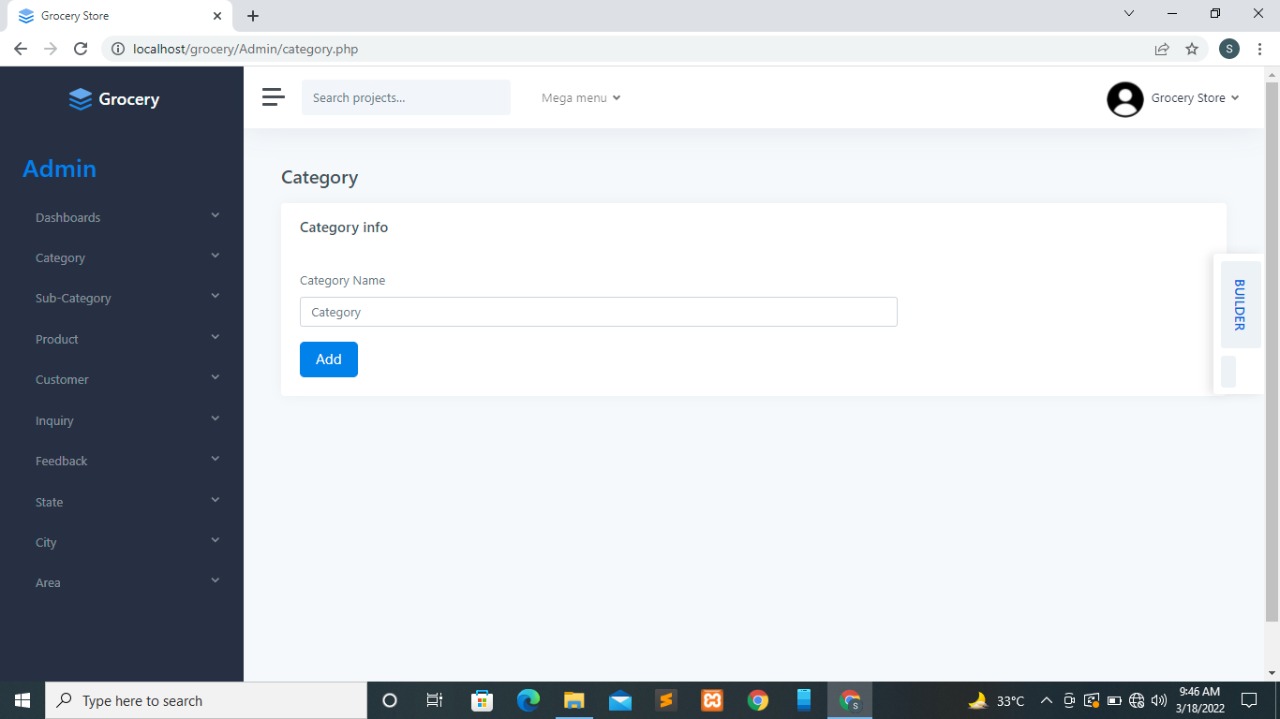 Grocery Store
localhost/grocery/Admin/category.php
S
Grocery
Search projects...
Mega menu
Grocery Store
Admin
Dashboards
Category
Sub-Category
Product
Customer
Inquiry
Feedback
State
City
Area
Category
Category info
Category Name
Category
Add
BUILDER
Type here to search
S
33°C
9:46 AM
3/18/2022